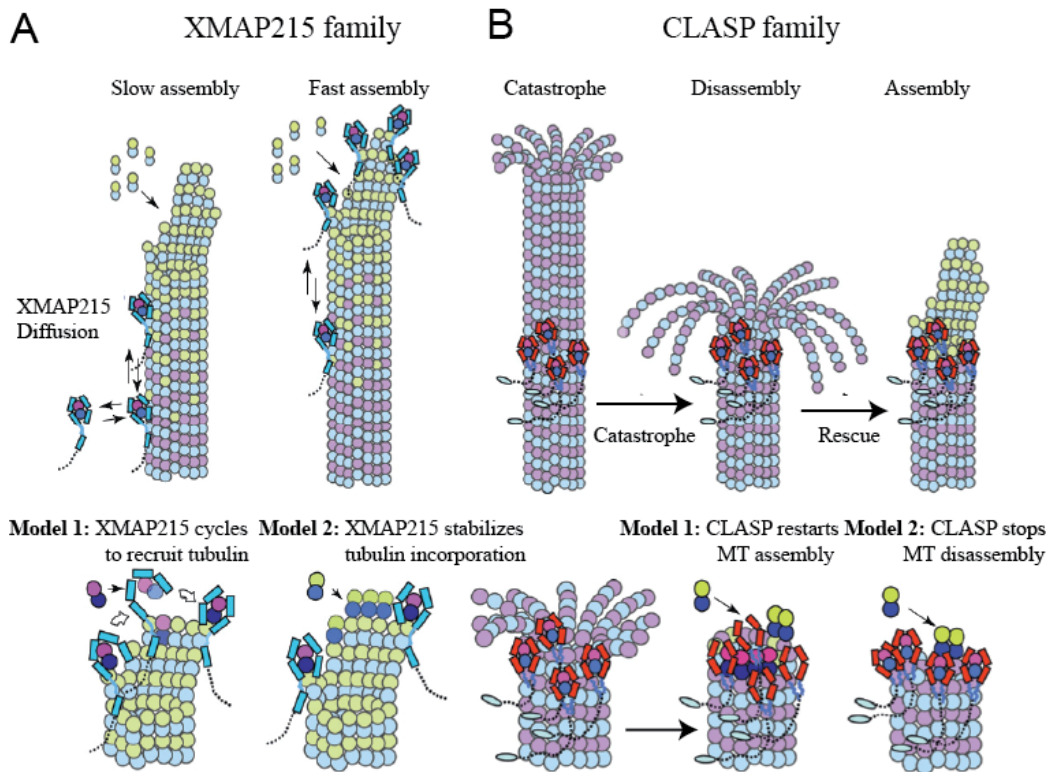 A XMAP215 family
B CLASP family
Slow assembly
Fast assembly
Catastrophe
Disassembly
Assembly
XMAP215
Diffusion
Catastrophe
Rescue
Model 1: XMAP215 cycles
to recruit tubulin
Model 2: XMAP215 stabilizes
tubulin incorporation
Model 1: CLASP restarts
MT assembly
Model 2: CLASP stops
MT disassembly